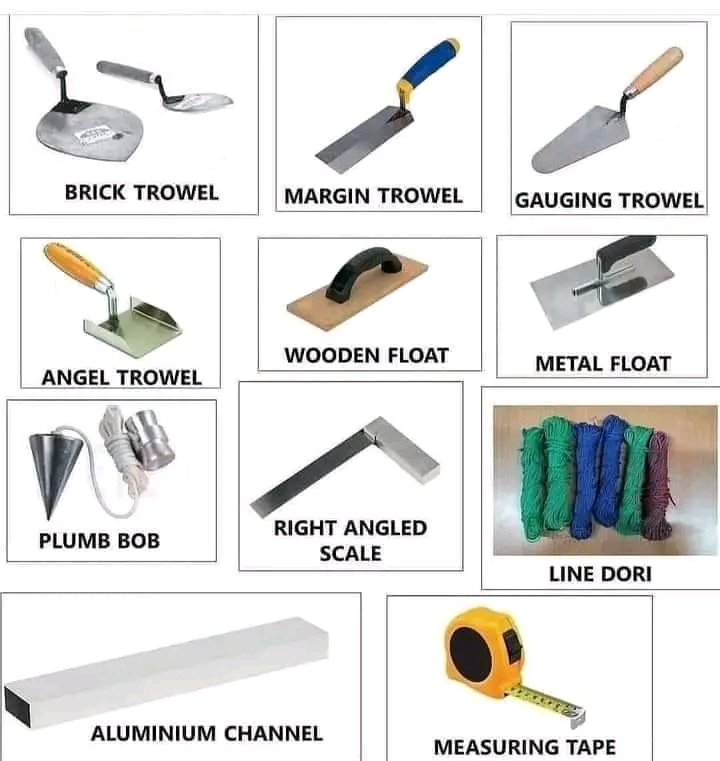 BRICK TROWEL
MARGIN TROWEL
GAUGING TROWEL
ANGEL TROWEL
WOODEN FLOAT
METAL FLOAT
PLUMB BOB
RIGHT ANGLED
SCALE
LINE DORI
ALUMINIUM CHANNEL
MEASURING TAPE